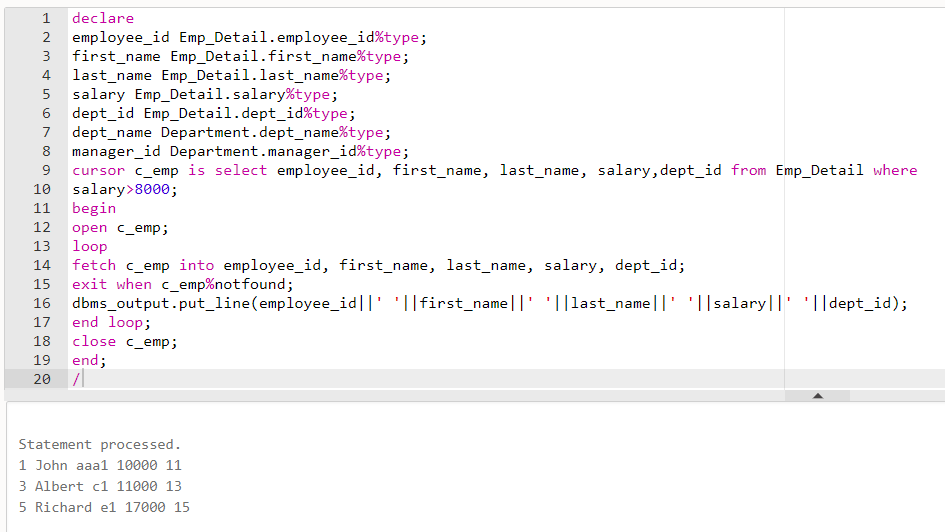 1 declare
2 employee_id Emp_Detail.employee_id%type;
3 first_name Emp_Detail.first_name%type;
4 last_name Emp_Detail.last_name%type;
5 salary Emp_Detail.salary%type;
6 dept_id Emp_Detail.dept_id%type;
7 dept_name Department.dept_name%type;
8 manager_id Department.manager_id%type;
9 cursor c_emp is select employee_id, first_name, last_name, salary,dept_id from Emp_Detail where
10 salary>8000;
11 begin
12 open c_emp;
13 loop
14 fetch c_emp into employee_id, first_name, last_name, salary, dept_id;
15 exit when c_emp%notfound;
16 dbms_output.put_line(employee_id||' '||first_name||' '||last_name||' '||salary||' '||dept_id);
17 end loop;
18 close c_emp;
19 end;
20 /
Statement processed.
1 John aaa1 10000 11
3 Albert c1 11000 13
5 Richard e1 17000 15